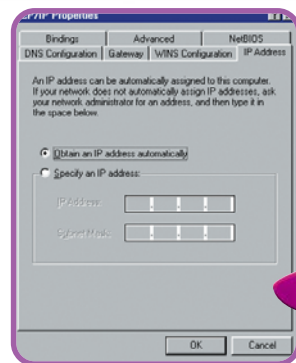 TCP/IP Properties
Bindings Advanced NetBIOS
DNS Configuration Gateway WINS Configuration IP Address
An IP address can be automatically assigned to this computer.
If your network does not automatically assign IP addresses, ask
your network administrator for an address, and then type it in
the space below.
Obtain an IP address automatically
Specify an IP address:
IP Address:
Subnet Mask:
OK Cancel